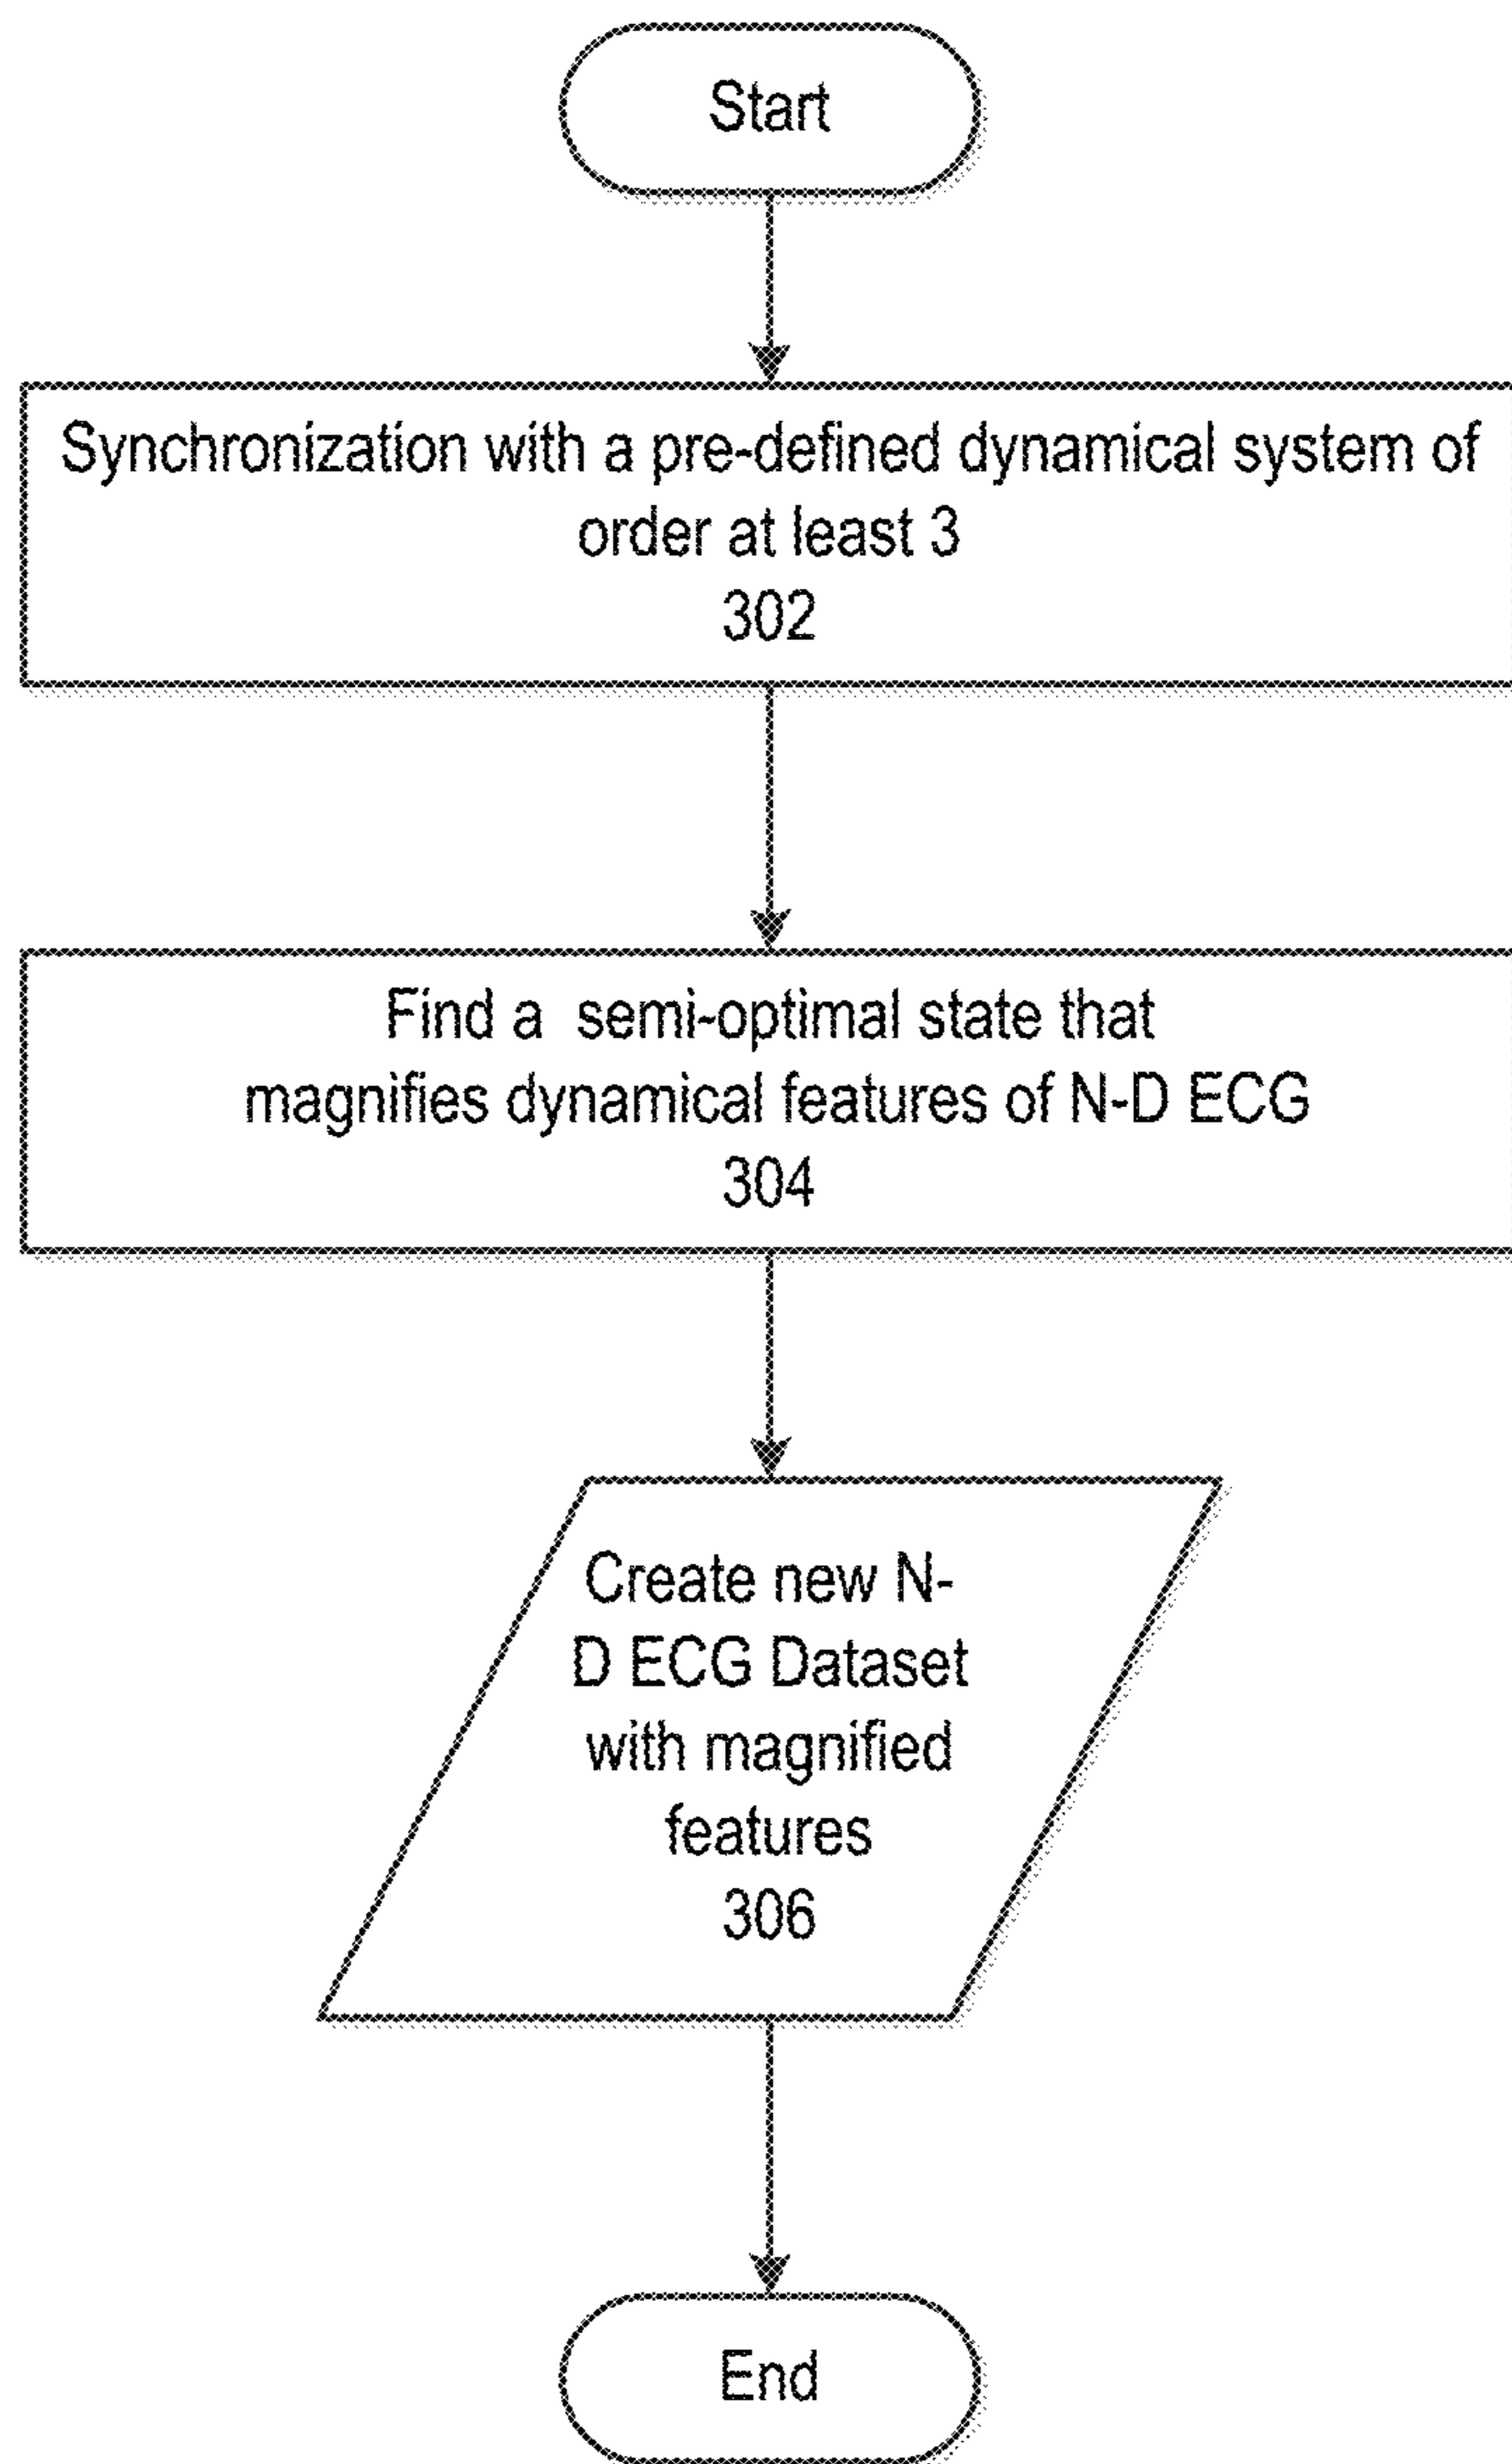 Start
Synchronization with a pre-defined dynamical system of
order at least 3
302
Find a semi-optimal state that
magnifies dynamical features of N-D ECG
304
Create new N-
D ECG Dataset
with magnified
features
306
End